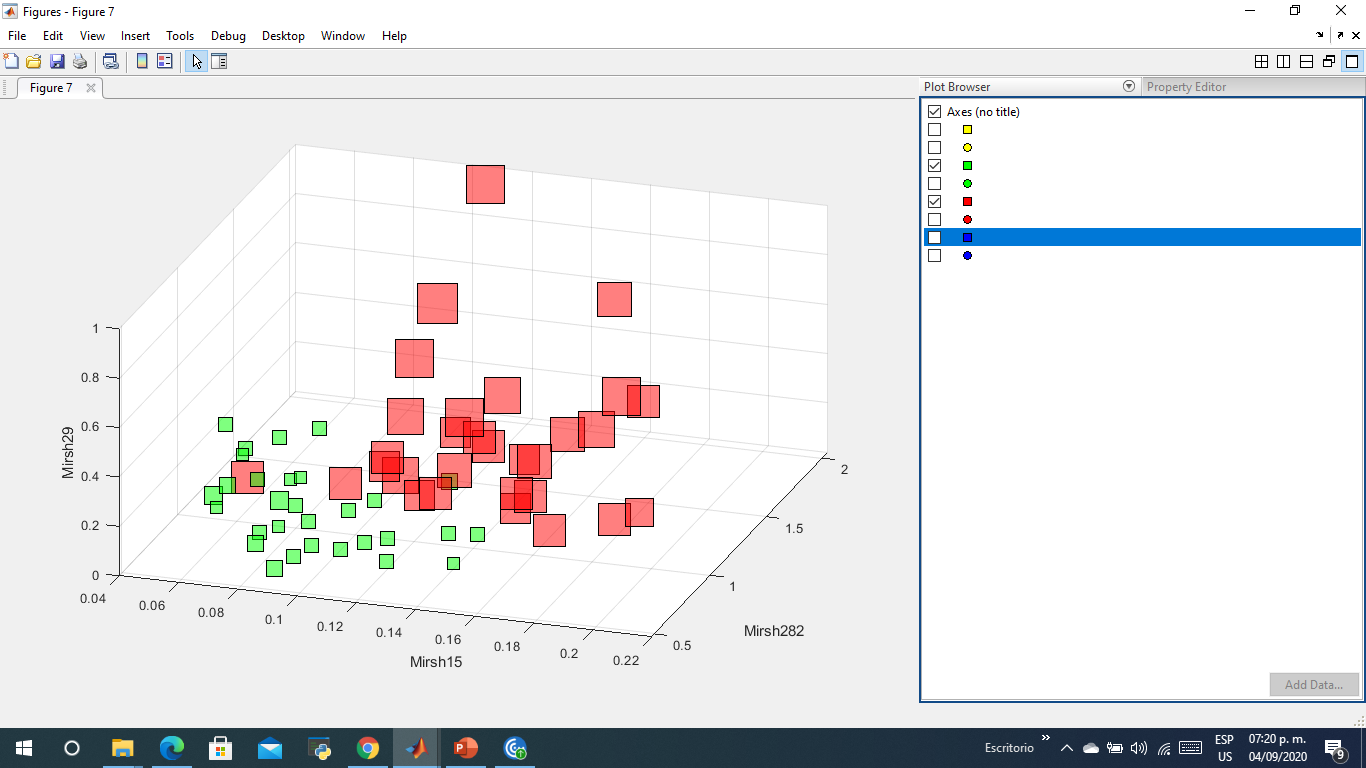 Figures - Figure 7
File Edit View Insert Tools Debug Desktop Window Help
Figure 7
Plot Browser
Property Editor
Axes (no title)
1
0.8
0.6
0.4
0.2
0
Mirsh29
0.04
0.06
0.08
0.1
0.12
0.14
0.16
0.18
0.2
0.22
Mirsh15
0.5
1
1.5
2
Mirsh282
Add Data...
Escritorio
ESP
US
07:20 p. m.
04/09/2020
9